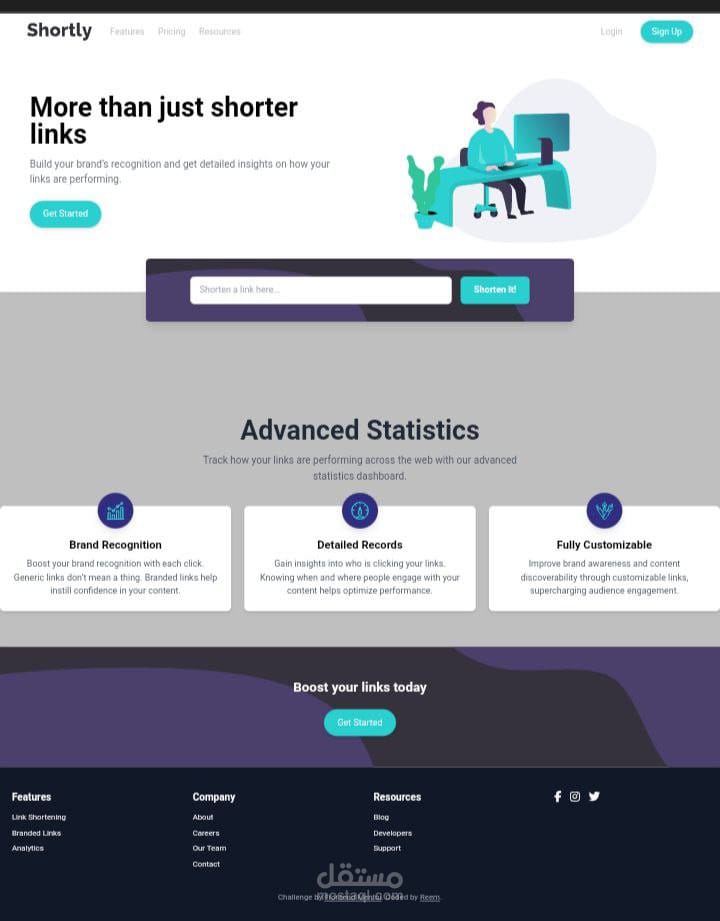 Shortly Features Pricing Resources Login Sign Up
More than just shorter
links
Build your brand's recognition and get detailed insights on how your
links are performing.
Get Started
Shorten a link here... Shorten It!
Advanced Statistics
Track how your links are performing across the web with our advanced
statistics dashboard.
Brand Recognition
Boost your brand recognition with each click.
Generic links don't mean a thing. Branded links help
instill confidence in your content.
Detailed Records
Gain insights into who is clicking your links.
Knowing when and where people engage with your
content helps optimize performance.
Fully Customizable
Improve brand awareness and content
discoverability through customizable links,
supercharging audience engagement.
Boost your links today
Get Started
Features
Link Shortening
Branded Links
Analytics
Company
About
Careers
Our Team
Contact
Resources
Blog
Developers
Support
مستقل
mostaql.com
Challenge by Frontend Mentor. Coded by Reem.